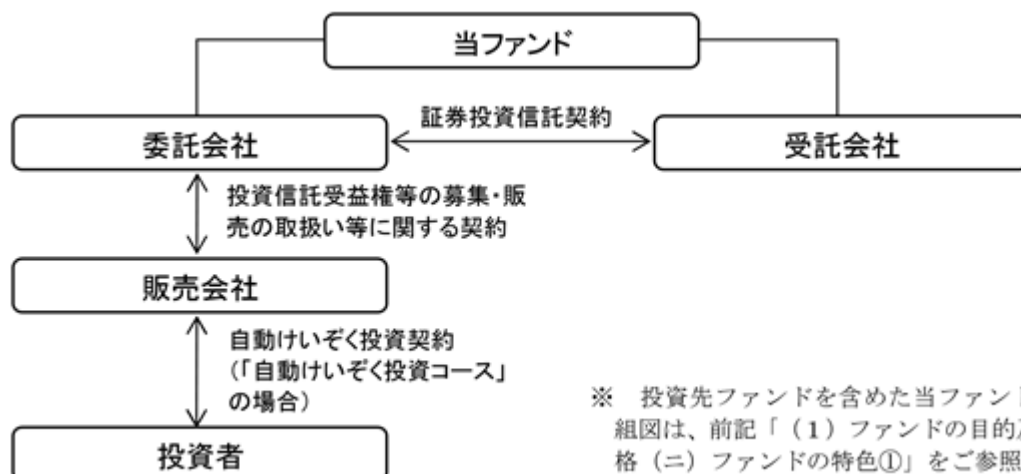 当ファンド
証券投資信託契約
委託会社
受託会社
投資信託受益権等の募集・販
売の取扱い等に関する契約
販売会社
自動けいぞく投資契約
(「自動けいぞく投資コース」
の場合)
投資者
※ 投資先ファンドを含めた当ファンド
組図は、前記「(1)ファンドの目的及
格(ニ)ファンドの特色①」をご参照